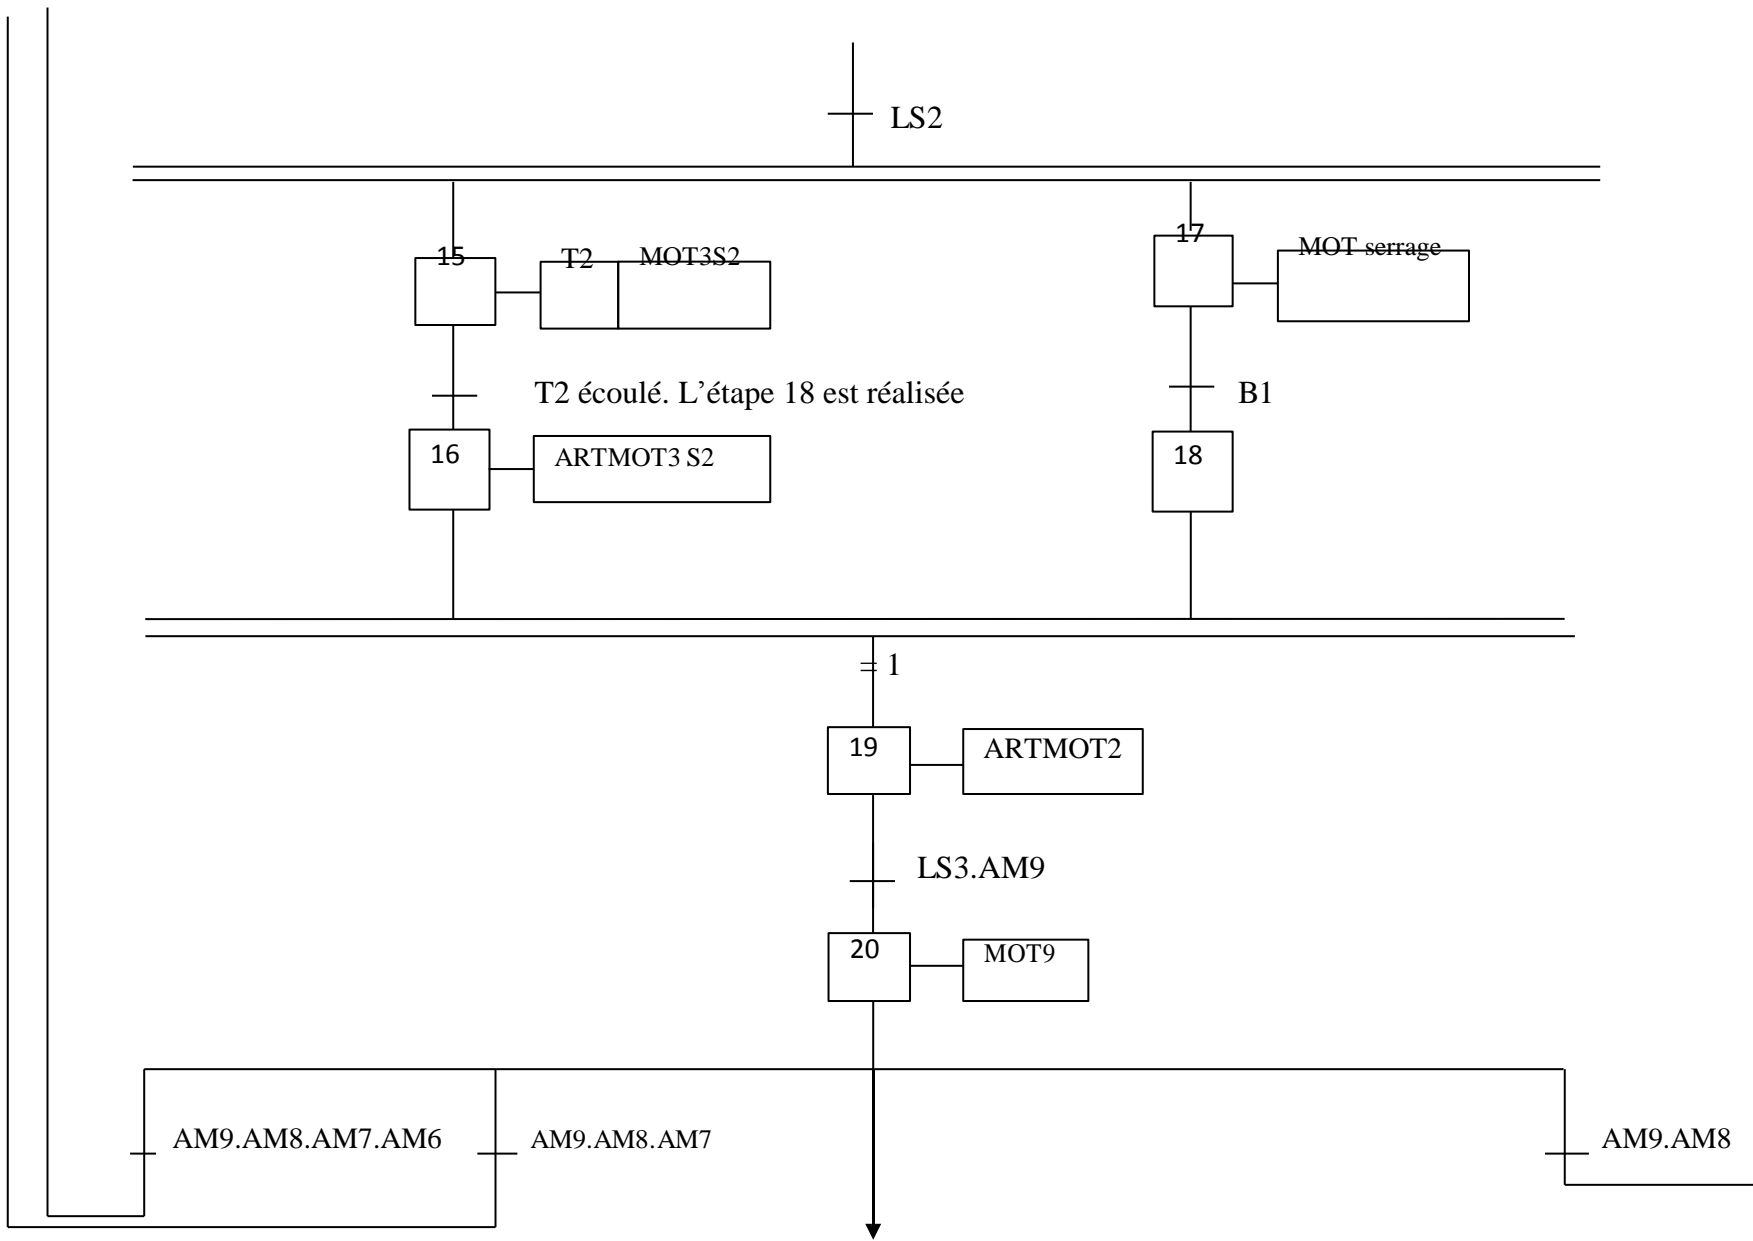 LS2
15
T2
MOT3S2
17
MOT serrage
T2 écoulé. L’étape 18 est réalisée
B1
16
ARTMOT3 S2
18
= 1
19
ARTMOT2
LS3.AM9
20
MOT9
AM9.AM8.AM7.AM6
AM9.AM8.AM7
AM9.AM8